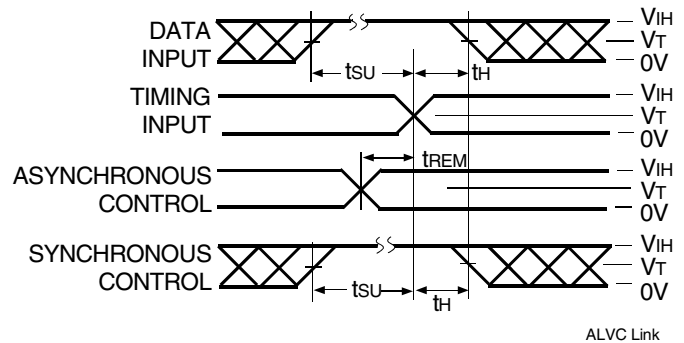 DATA
INPUT
tSU
tH
VIH
VT
0V
TIMING
INPUT
VIH
VT
0V
tREM
ASYNCHRONOUS
CONTROL
VIH
VT
0V
SYNCHRONOUS
CONTROL
tSU
tH
VIH
VT
0V
ALVC Link